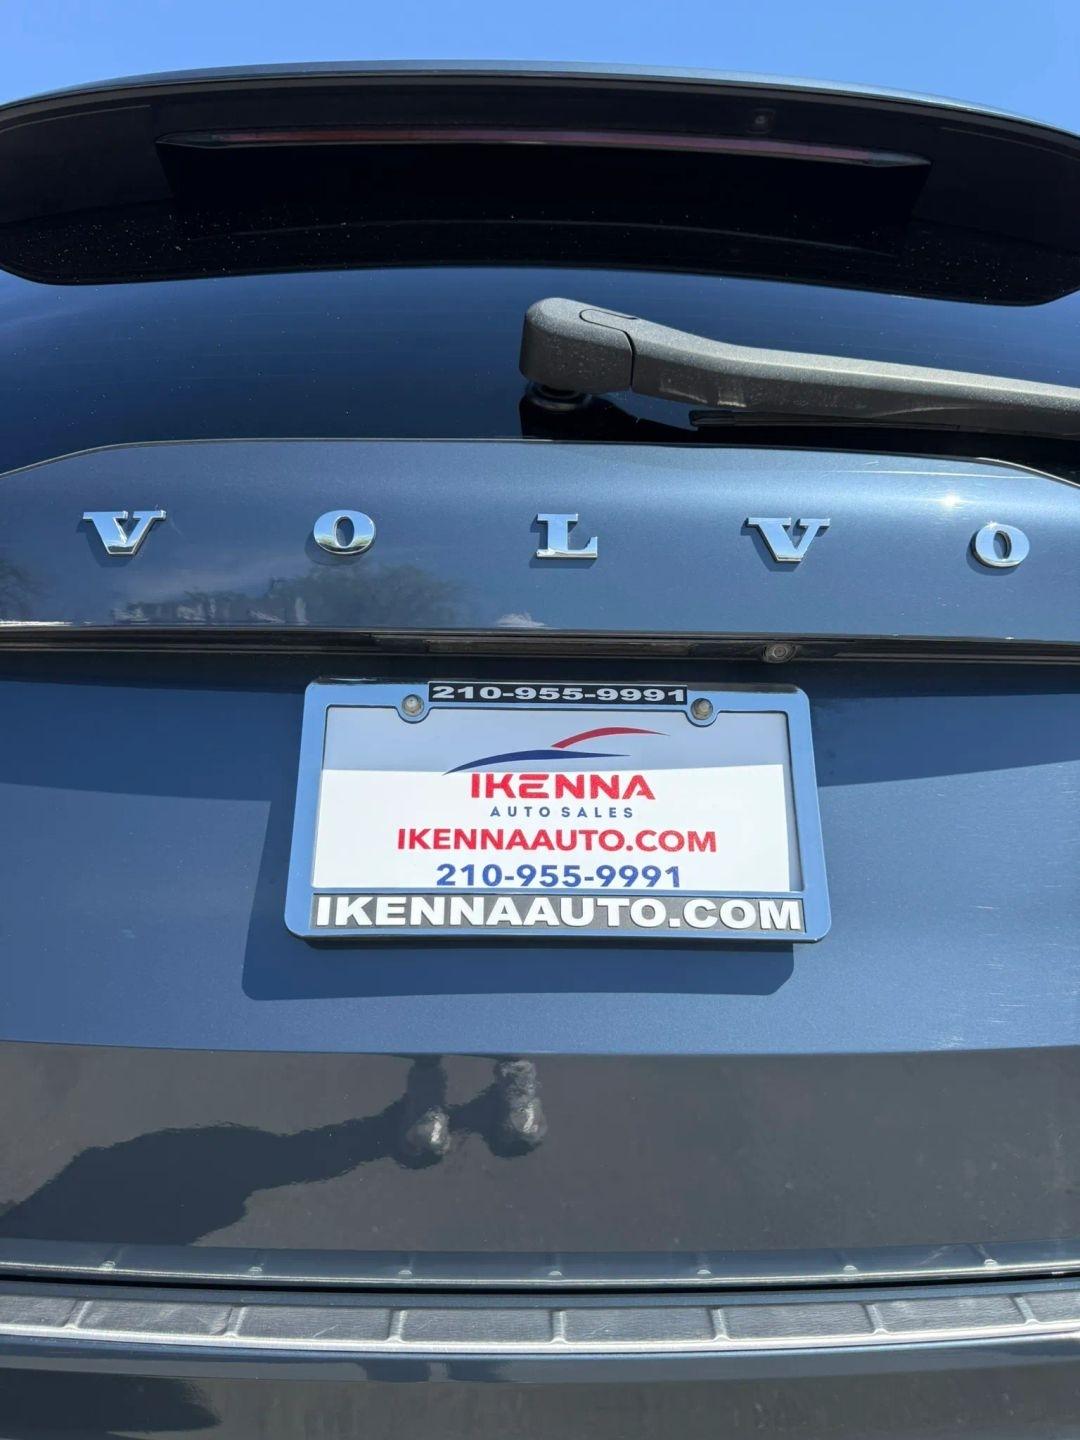 VOLVO
210-955-9991
IKENNA
AUTO SALES
IKENNAAUTO.COM
210-955-9991
IKENNAAUTO.COM